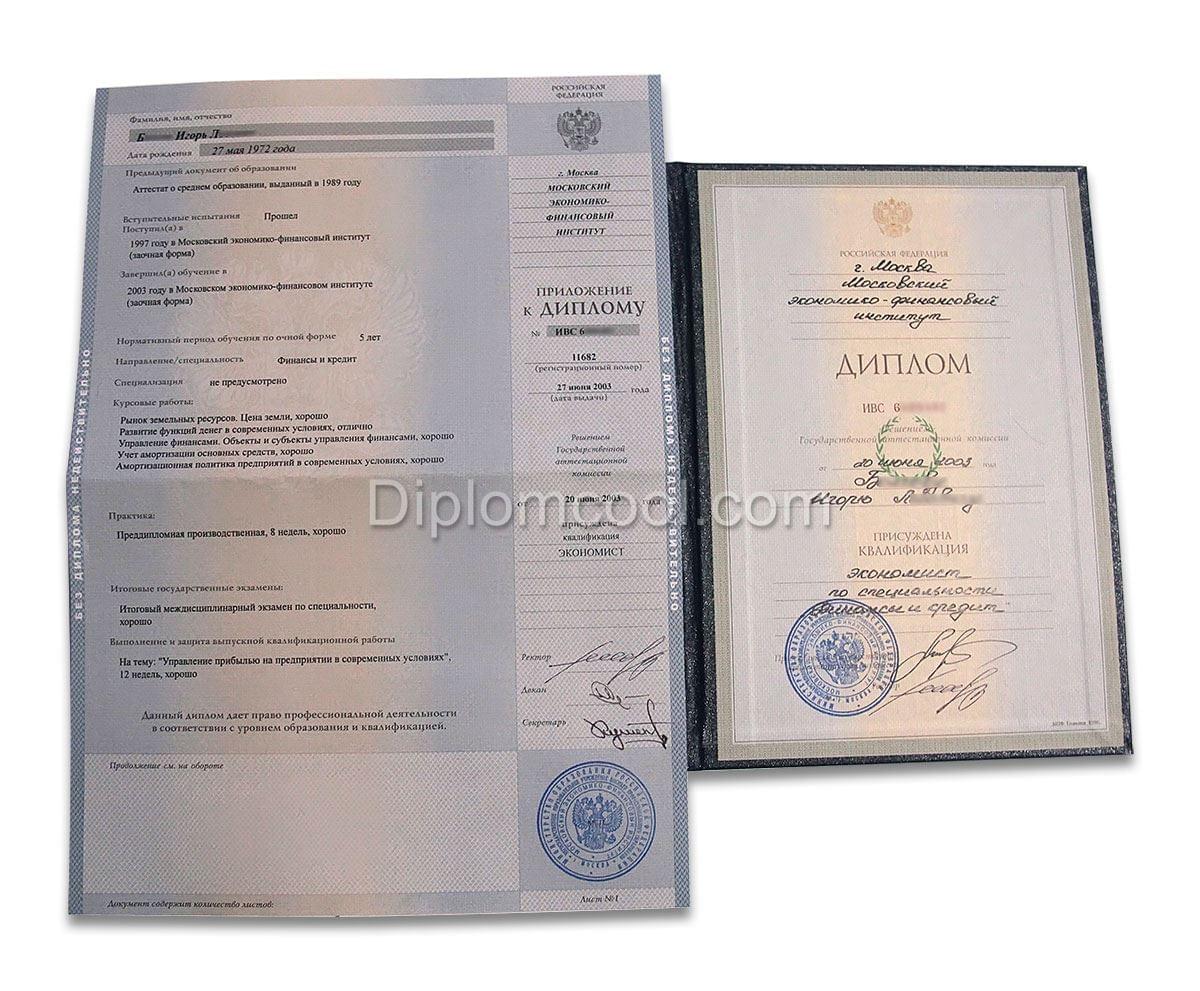 Фамилия, имя, отчество
Б Игорь Л.
Дата рождения 27 мая 1972 года
Предыдущий документ об образовании
Аттестат о среднем образовании, выданный в 1989 году
Вступительные испытания Прошел
Поступил(а) в
1997 году в Московский экономико-финансовый институт
(заочная форма)
Завершил(а) обучение в
2003 году в Московском экономико-финансовом институте
(заочная форма)
Нормативный период обучения по очной форме 5 лет
Направление/специальность Финансы и кредит
Специализация не предусмотрено
Курсовые работы:
Рынок земельных ресурсов. Цена земли, хорошо
Развитие функций денег в современных условиях, отлично
Управление финансами. Объекты и субъекты управления финансами, хорошо
Учет амортизации основных средств, хорошо
Амортизационная политика предприятий в современных условиях, хорошо
Практика:
Преддипломная производственная, 8 недель, хорошо
Итоговые государственные экзамены:
Итоговый междисциплинарный экзамен по специальности,
хорошо
Выполнение и защита выпускной квалификационной работы
На тему: "Управление прибылью на предприятии в современных условиях",
12 недель, хорошо
Данный диплом дает право профессиональной деятельности
в соответствии с уровнем образования и квалификацией.
Продолжение см. на обороте
Документ содержит количество листов:
БЕЗ ДИПЛОМА НЕДЕЙСТВИТЕЛЬНО
РОССИЙСКАЯ
ФЕДЕРАЦИЯ
г. Москва
МОСКОВСКИЙ
ЭКОНОМИКО-
ФИНАНСОВЫЙ
ИНСТИТУТ
ПРИЛОЖЕНИЕ
К ДИПЛОМУ
№ ИВС 6
11682
(регистрационный номер)
27 июня 2003 года
(дата выдачи)
Решением
Государственной
аттестационной
комиссии
от 20 июня 2003 года
присуждена
квалификация
ЭКОНОМИСТ
Ректор
Декан
Секретарь
Лист №1
БЕЗ ДИПЛОМА НЕДЕЙСТВИТЕЛЬНО
РОССИЙСКАЯ ФЕДЕРАЦИЯ
г. Москва
Московский
экономико-финансовый
институт
ДИПЛОМ
ИВС 6
Решением
Государственной аттестационной комиссии
от 20 июня 2003 года
Б
Игорю Л
ПРИСУЖДЕНА
КВАЛИФИКАЦИЯ
экономист
по специальности
"Финансы и кредит"
Diplomcool.com